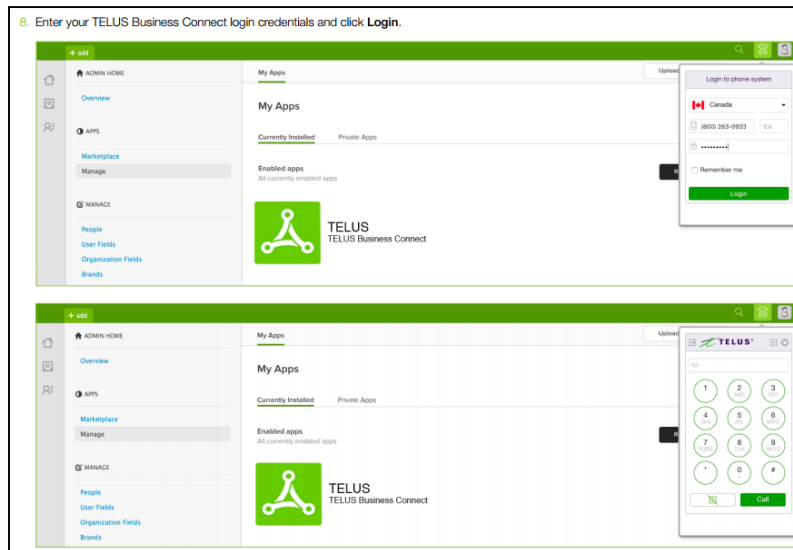 8. Enter your TELUS Business Connect login credentials and click Login.
+ add
ADMIN HOME
Overview
APPS
Marketplace
Manage
MANAGE
People
User Fields
Organization Fields
Brands
My Apps
Upload
My Apps
Currently Installed Private Apps
Enabled apps
All currently enabled apps
TELUS
TELUS Business Connect
Login to phone system
Canada
(800) 263-0933 Ext
Remember me
Login
+ add
ADMIN HOME
Overview
APPS
Marketplace
Manage
MANAGE
People
User Fields
Organization Fields
Brands
My Apps
Upload
My Apps
Currently Installed Private Apps
Enabled apps
All currently enabled apps
TELUS
TELUS Business Connect
TELUS
to:
1 2 ABC 3 DEF
4 GHI 5 JKL 6 MNO
7 PQRS 8 TUV 9 WXYZ
* 0 + #
Call